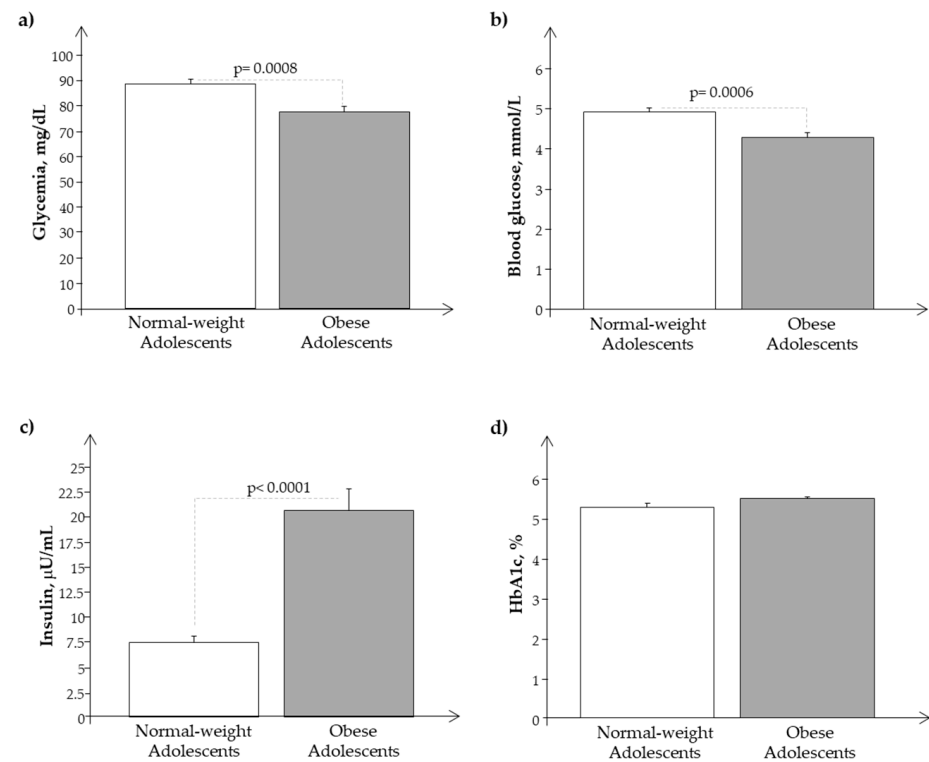 a)
Glycemia, mg/dL
100
90
80
70
60
50
40
30
20
10
0
p= 0.0008
Normal-weight
Adolescents
Obese
Adolescents
b)
Blood glucose, mmol/L
6
5
4
3
2
1
0
p= 0.0006
Normal-weight
Adolescents
Obese
Adolescents
c)
Insulin, μU/mL
25
22.5
20
17.5
15
12.5
10
7.5
5
2.5
0
p< 0.0001
Normal-weight
Adolescents
Obese
Adolescents
d)
HbA1c, %
6
5
4
3
2
1
0
Normal-weight
Adolescents
Obese
Adolescents